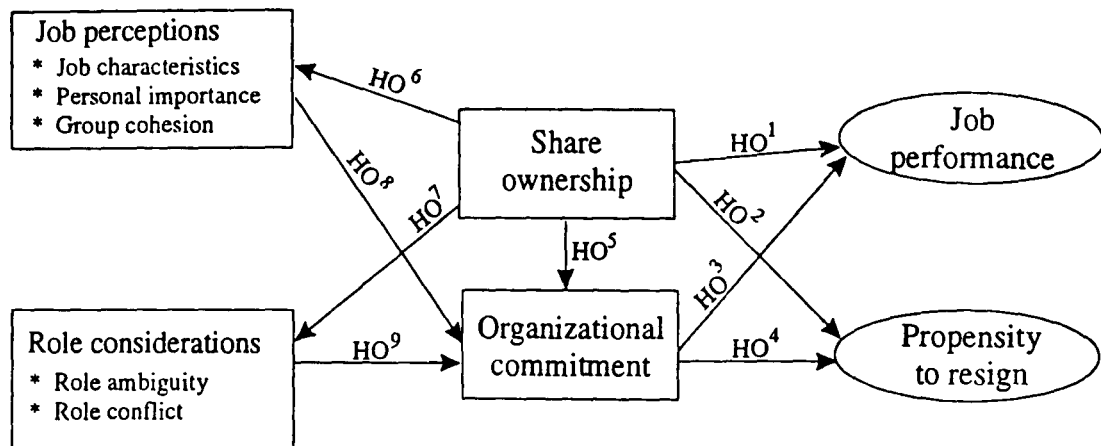 Job perceptions
* Job characteristics
* Personal importance
* Group cohesion
HO⁶
Share
ownership
HO¹
Job
performance
HO⁸
HO⁷
HO²
HO⁵
HO³
Role considerations
* Role ambiguity
* Role conflict
HO⁹
Organizational
commitment
HO⁴
Propensity
to resign